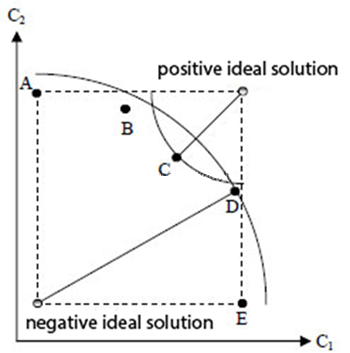 C2
positive ideal solution
A
B
C
D
negative ideal solution
E
C1